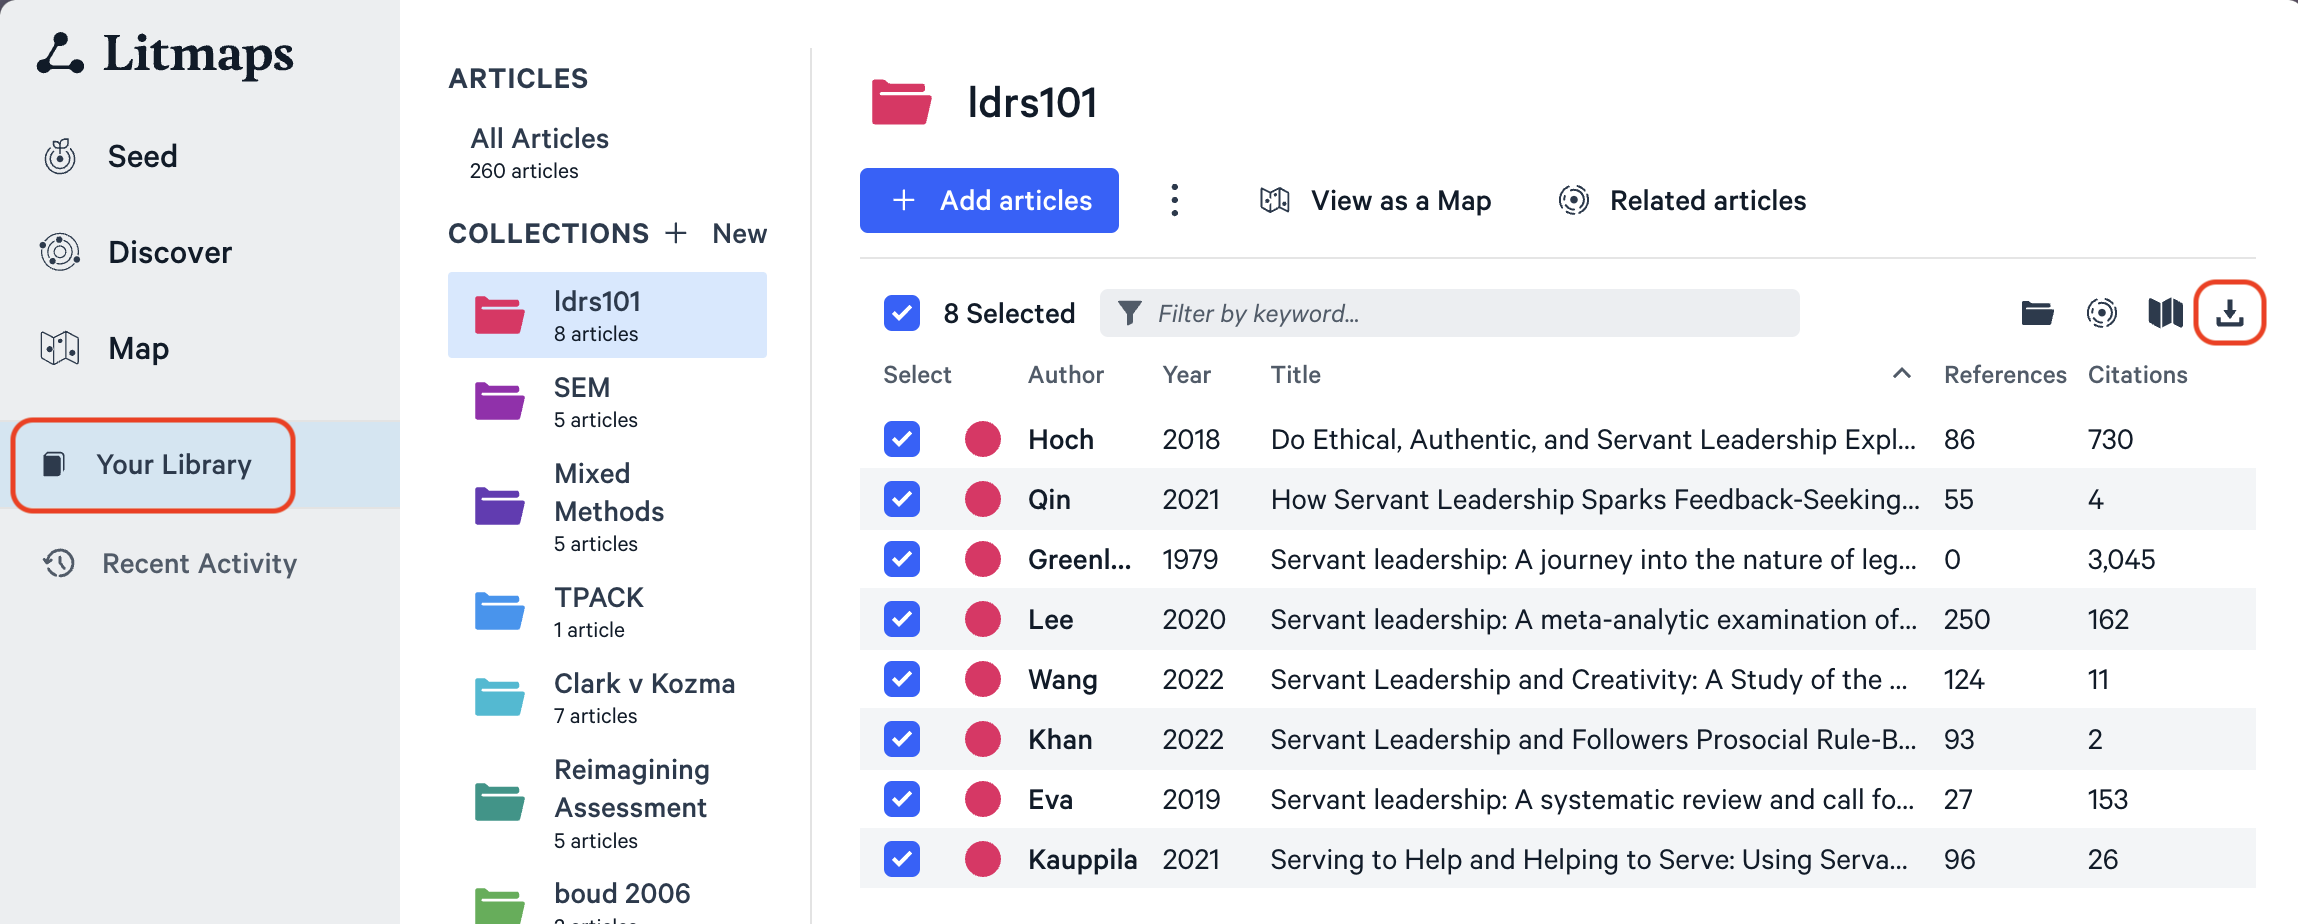 Litmaps
Seed
Discover
Map
Your Library
Recent Activity
ARTICLES
All Articles
260 articles
COLLECTIONS + New
ldrs101
8 articles
SEM
5 articles
Mixed
Methods
5 articles
TPACK
1 article
Clark v Kozma
7 articles
Reimagining
Assessment
5 articles
boud 2006
ldrs101
+ Add articles
View as a Map
Related articles
8 Selected
Filter by keyword...
Select Author Year Title References Citations
Hoch 2018 Do Ethical, Authentic, and Servant Leadership Expl... 86 730
Qin 2021 How Servant Leadership Sparks Feedback-Seeking... 55 4
Greenl... 1979 Servant leadership: A journey into the nature of leg... 0 3,045
Lee 2020 Servant leadership: A meta-analytic examination of... 250 162
Wang 2022 Servant Leadership and Creativity: A Study of the ... 124 11
Khan 2022 Servant Leadership and Followers Prosocial Rule-B... 93 2
Eva 2019 Servant leadership: A systematic review and call fo... 27 153
Kauppila 2021 Serving to Help and Helping to Serve: Using Serva... 96 26